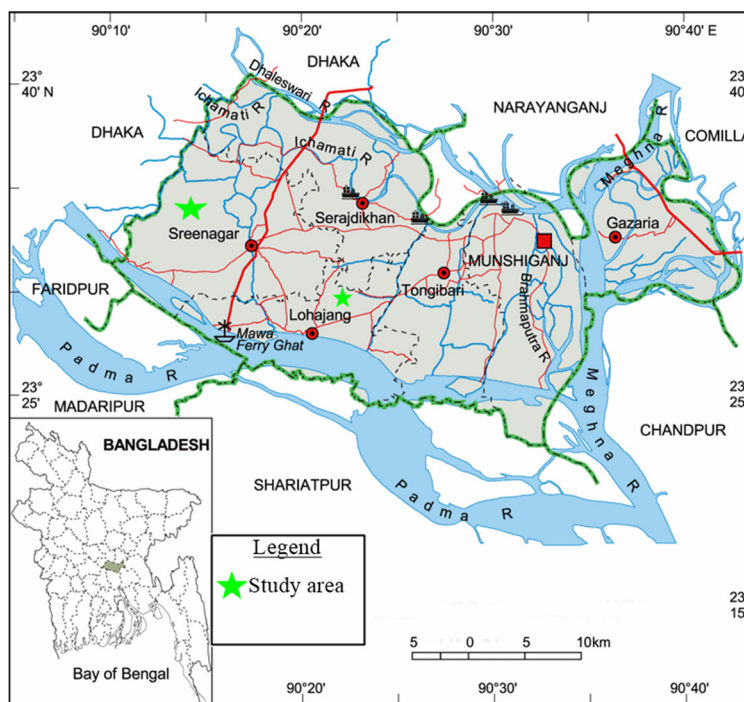 90°10'
90°20'
90°30'
90°40' E
23°
40' N
23°
40
DHAKA
Dhaleswari R
Ichamati R
NARAYANGANJ
DHAKA
COMILLA
Meghna R
Ichamati R
Serajdikhan
Sreenagar
Gazaria
MUNSHIGANJ
Tongibari
FARIDPUR
Lohajang
Brahmaputra R
Mawa
Ferry Ghat
Padma R
23°
25'
23°
25
MADARIPUR
Meghna R
CHANDPUR
BANGLADESH
SHARIATPUR
Padma R
Legend
Study area
23°
15
Bay of Bengal
5 0 5 10km
90°20'
90°30'
90°40'